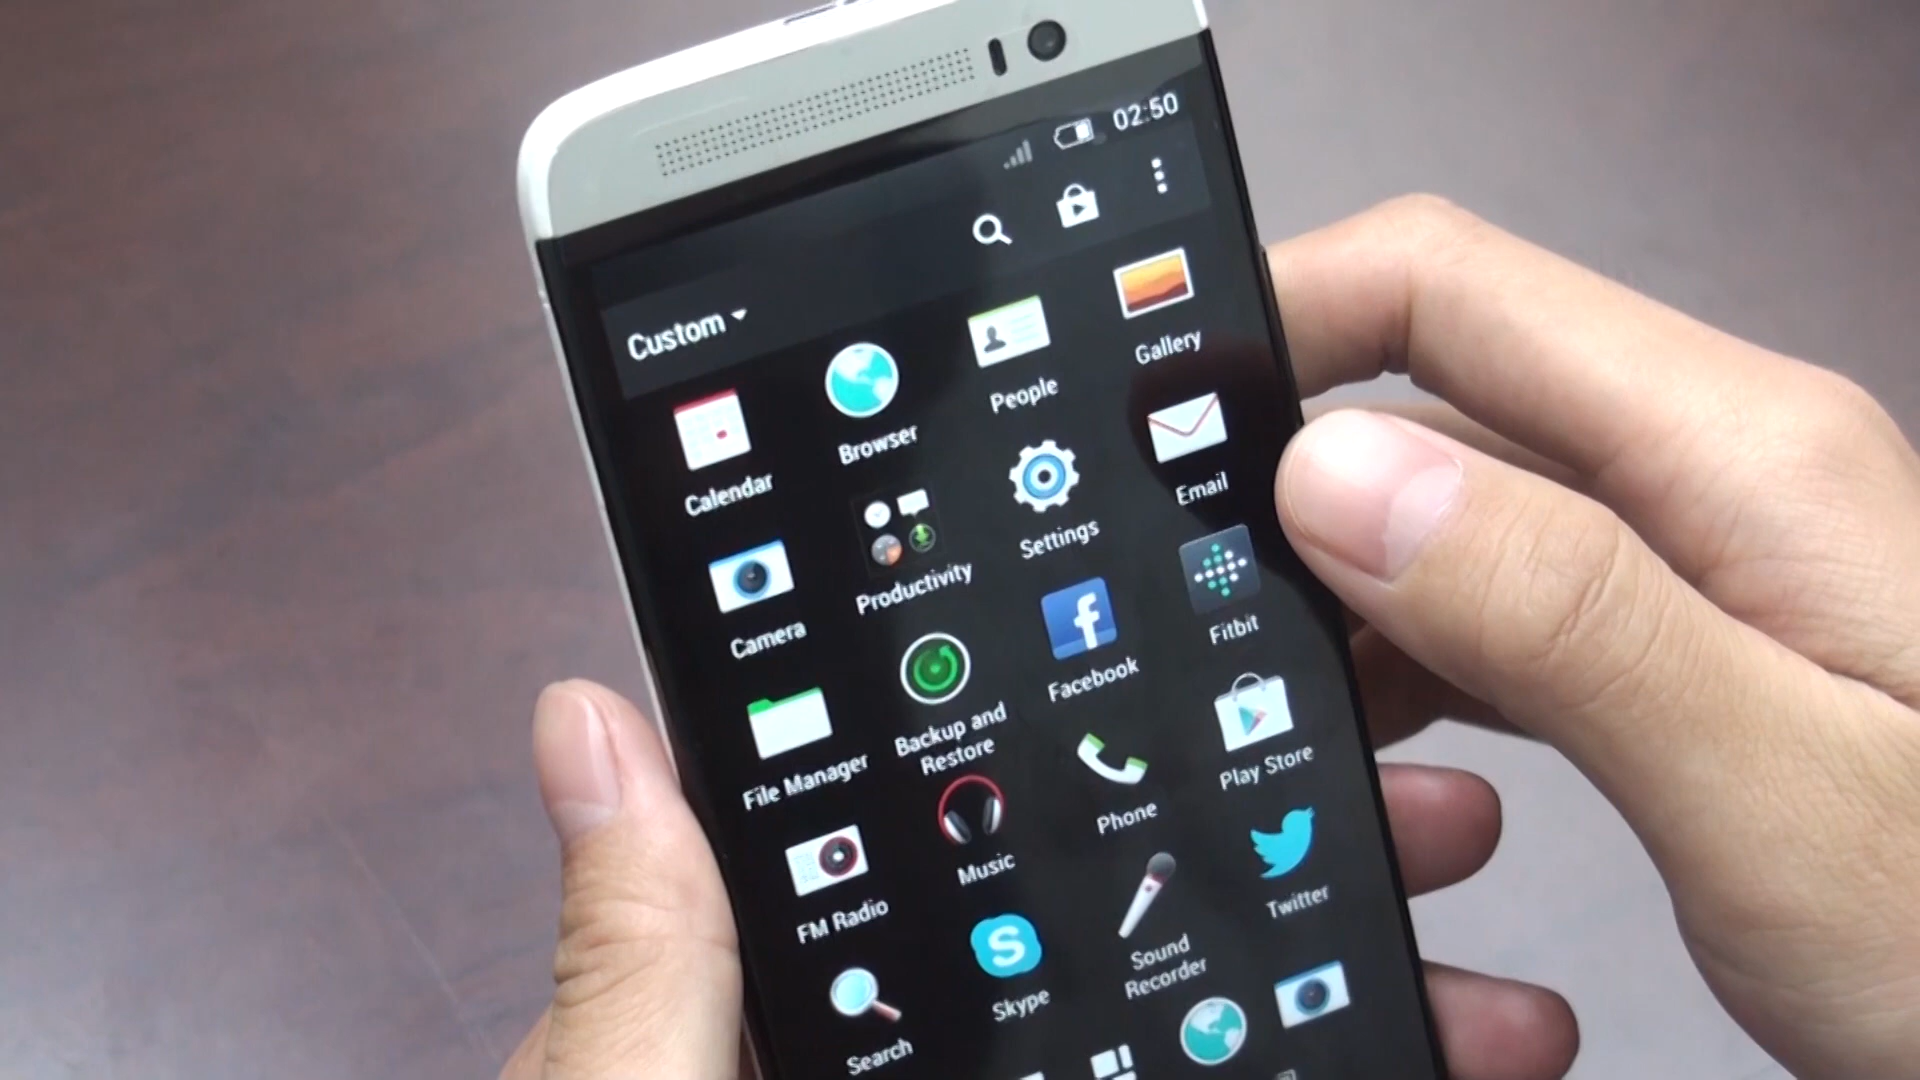 02:50
Custom
Calendar
Browser
People
Gallery
Camera
Productivity
Settings
Email
File Manager
Backup and
Restore
Facebook
Fitbit
FM Radio
Music
Phone
Play Store
Search
Skype
Sound
Recorder
Twitter